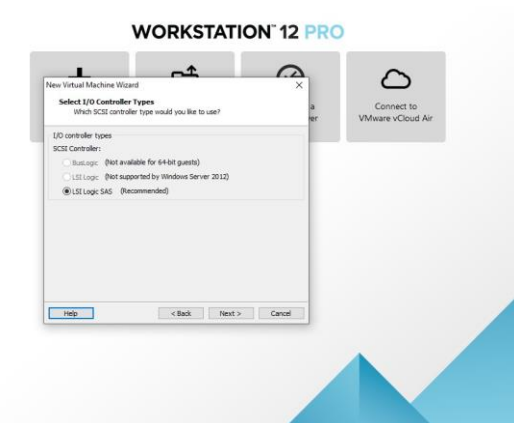 WORKSTATION™ 12 PRO
New Virtual Machine Wizard
Select I/O Controller Types
Which SCSI controller type would you like to use?
I/O controller types
SCSI Controller:
BusLogic (Not available for 64-bit guests)
LSI Logic (Not supported by Windows Server 2012)
LSI Logic SAS (Recommended)
Help
< Back
Next >
Cancel
a
Connect to
VMware vCloud Air